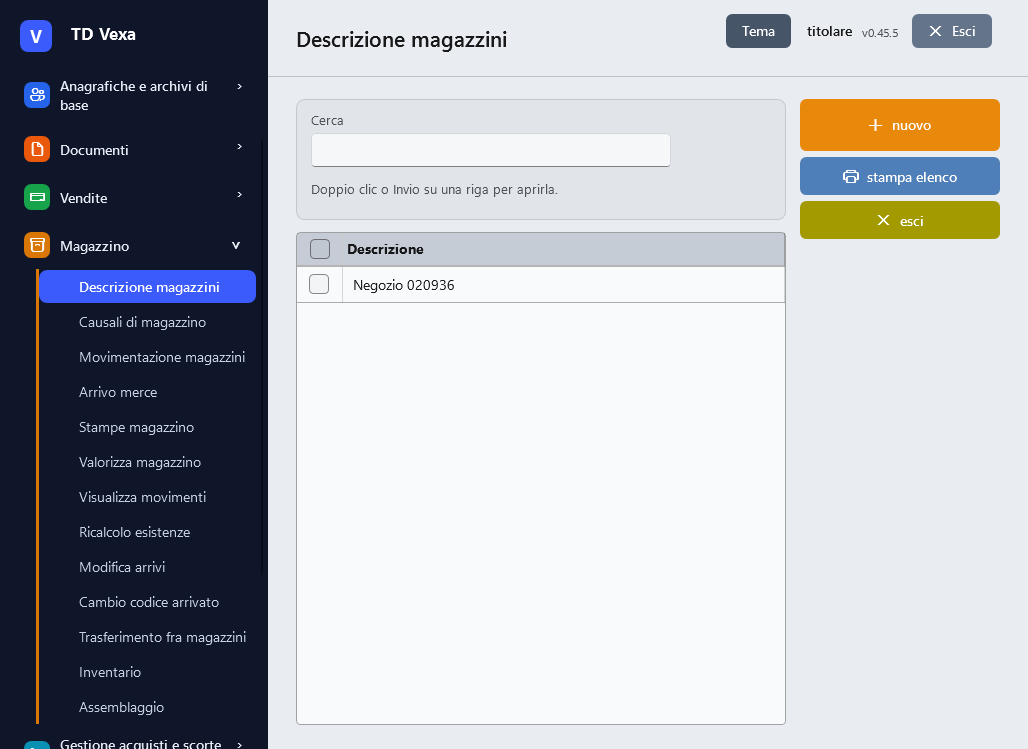 V
TD Vexa
Anagrafiche e archivi di
base
Documenti
Vendite
Magazzino
Descrizione magazzini
Causali di magazzino
Movimentazione magazzini
Arrivo merce
Stampe magazzino
Valorizza magazzino
Visualizza movimenti
Ricalcolo esistenze
Modifica arrivi
Cambio codice arrivato
Trasferimento fra magazzini
Inventario
Assemblaggio
Gestione acquisti e scorte
Descrizione magazzini
Tema
titolare v0.45.5
Esci
Cerca
Doppio clic o Invio su una riga per aprirla.
Descrizione
Negozio 020936
nuovo
stampa elenco
esci